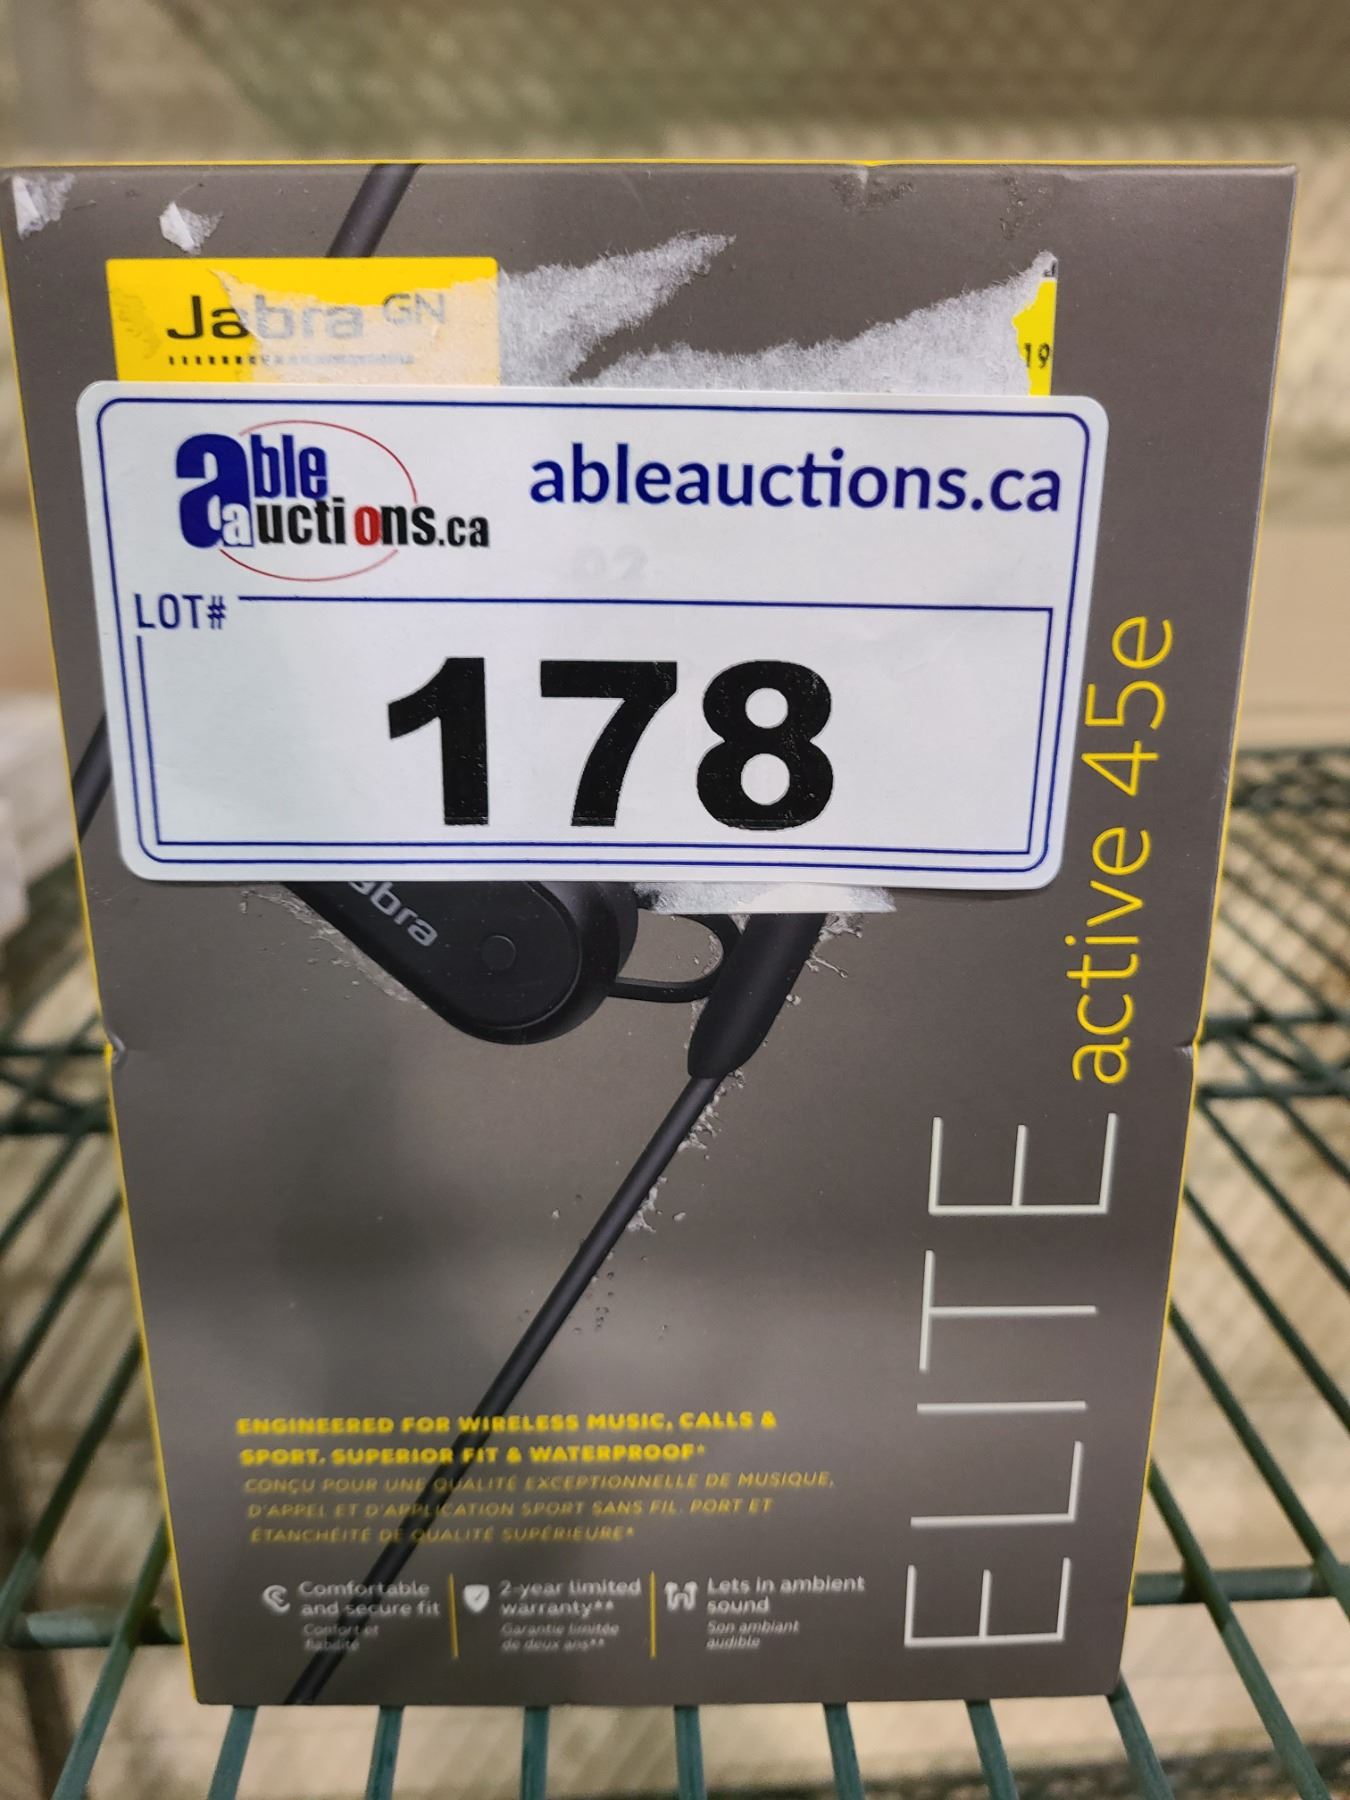 Jabra GN
19
able auctions.ca
ableauctions.ca
LOT#
178
abra
ELITE active 45e
ENGINEERED FOR WIRELESS MUSIC, CALLS &
SPORT. SUPERIOR FIT & WATERPROOF*
CONÇU POUR UNE QUALITÉ EXCEPTIONNELLE DE MUSIQUE,
D'APPEL ET D'APPLICATION SPORT SANS FIL. PORT ET
ÉTANCHÉITÉ DE QUALITÉ SUPÉRIEURE*
Comfortable
and secure fit
Confort et
fiabilité
2-year limited
warranty**
Garantie limitée
de deux ans**
Lets in ambient
sound
Son ambiant
audible